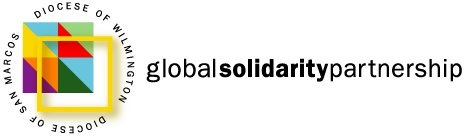 DIOCESE OF WILMINGTON
DIOCESE OF SAN MARCOS
globalsolidaritypartnership